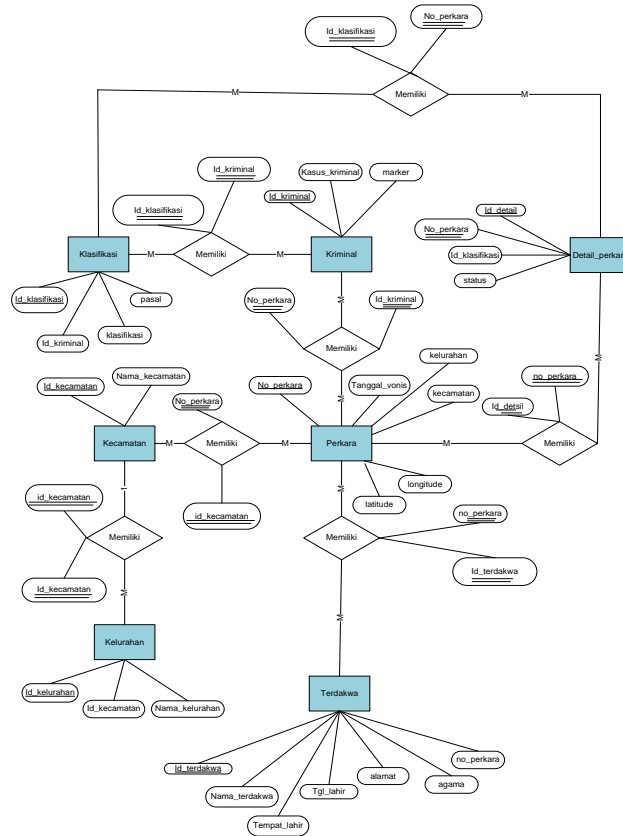 No_perkara
Id_klasifikasi
Memiliki
M
M
Id_kriminal
Id_klasifikasi
Kasus_kriminal
marker
Id_kriminal
Id_detail
No_perkara
Id_klasifikasi
status
Klasifikasi
M
Memiliki
M
Kriminal
Detail_perkara
Id_klasifikasi
pasal
Id_kriminal
klasifikasi
M
No_perkara
Id_kriminal
Memiliki
M
M
Id_kecamatan
Nama_kecamatan
No_perkara
No_perkara
Tanggal_vonis
kelurahan
kecamatan
no_perkara
Id_detsil
Kecamatan
M
Memiliki
M
Perkara
M
Memiliki
longitude
latitude
id_kecamatan
1
M
id_kecamatan
Memiliki
Id_kecamatan
no_perkara
Memiliki
Id_terdakwa
M
M
Kelurahan
Id_kelurahan
Id_kecamatan
Nama_kelurahan
Terdakwa
Id_terdakwa
Nama_terdakwa
Tempat_lahir
Tgl_lahir
alamat
agama
no_perkara